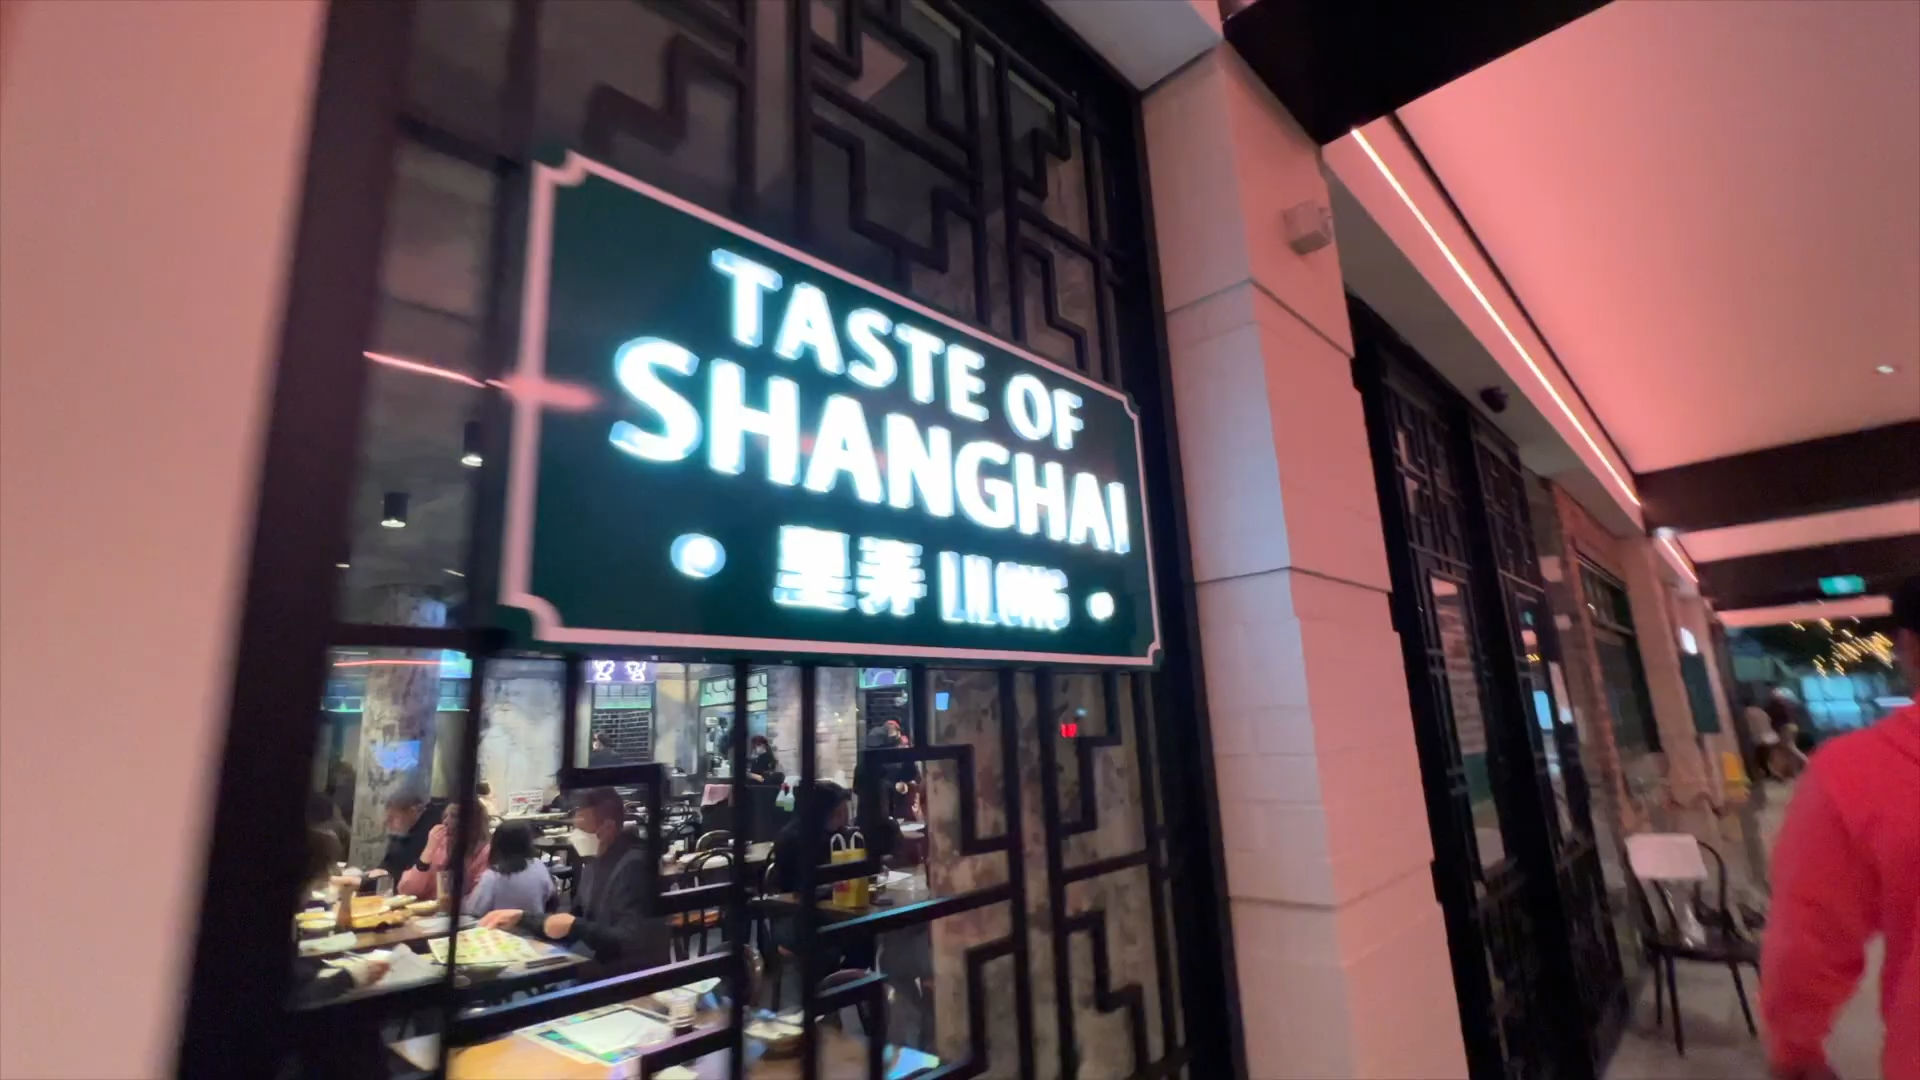 TASTE OF
SHANGHAI
• 里弄 LILONG •